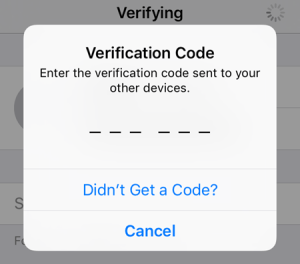 Verifying
Verification Code
Enter the verification code sent to your
other devices.
Didn't Get a Code?
Cancel